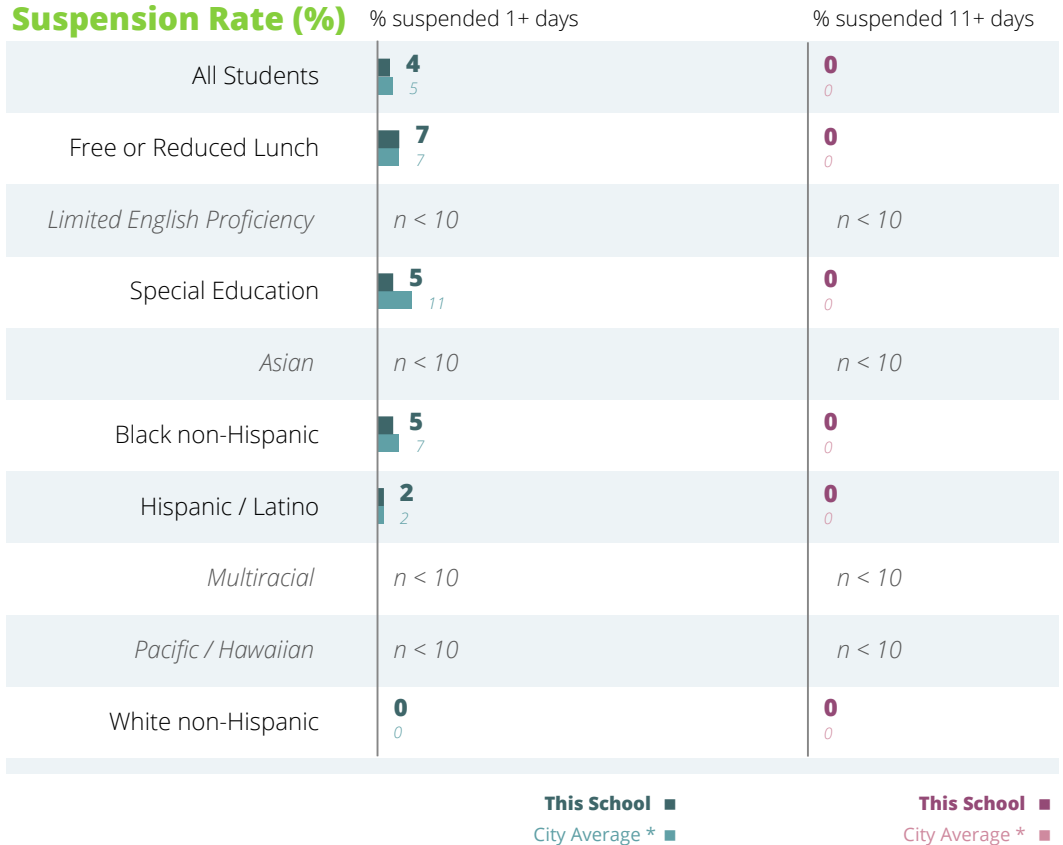 Suspension Rate (%) % suspended 1+ days % suspended 11+ days
All Students 4 0
5 0
Free or Reduced Lunch 7 0
7 0
Limited English Proficiency n < 10 n < 10
Special Education 5 0
11 0
Asian n < 10 n < 10
Black non-Hispanic 5 0
7 0
Hispanic / Latino 2 0
2 0
Multiracial n < 10 n < 10
Pacific / Hawaiian n < 10 n < 10
White non-Hispanic 0 0
0 0
This School This School
City Average * City Average *